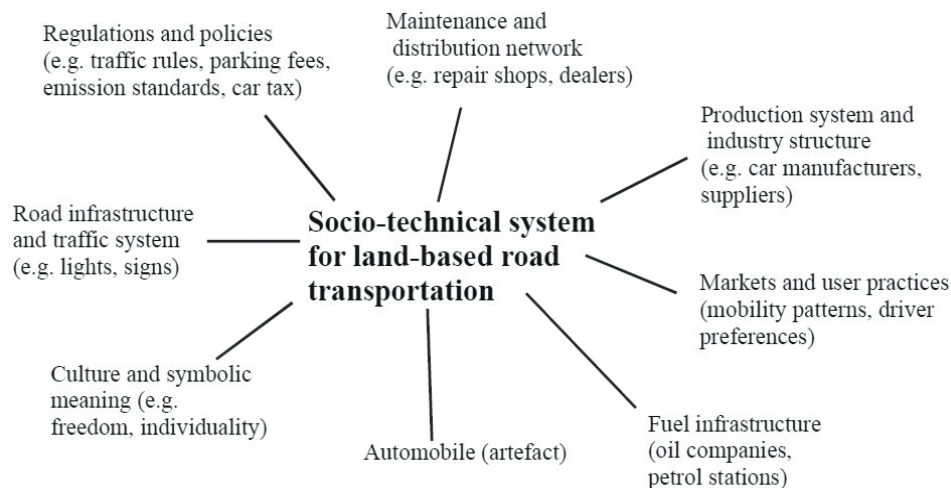 Regulations and policies
(e.g. traffic rules, parking fees,
emission standards, car tax)
Maintenance and
distribution network
(e.g. repair shops, dealers)
Production system and
industry structure
(e.g. car manufacturers,
suppliers)
Road infrastructure
and traffic system
(e.g. lights, signs)
Socio-technical system
for land-based road
transportation
Markets and user practices
(mobility patterns, driver
preferences)
Culture and symbolic
meaning (e.g.
freedom, individuality)
Automobile (artefact)
Fuel infrastructure
(oil companies,
petrol stations)